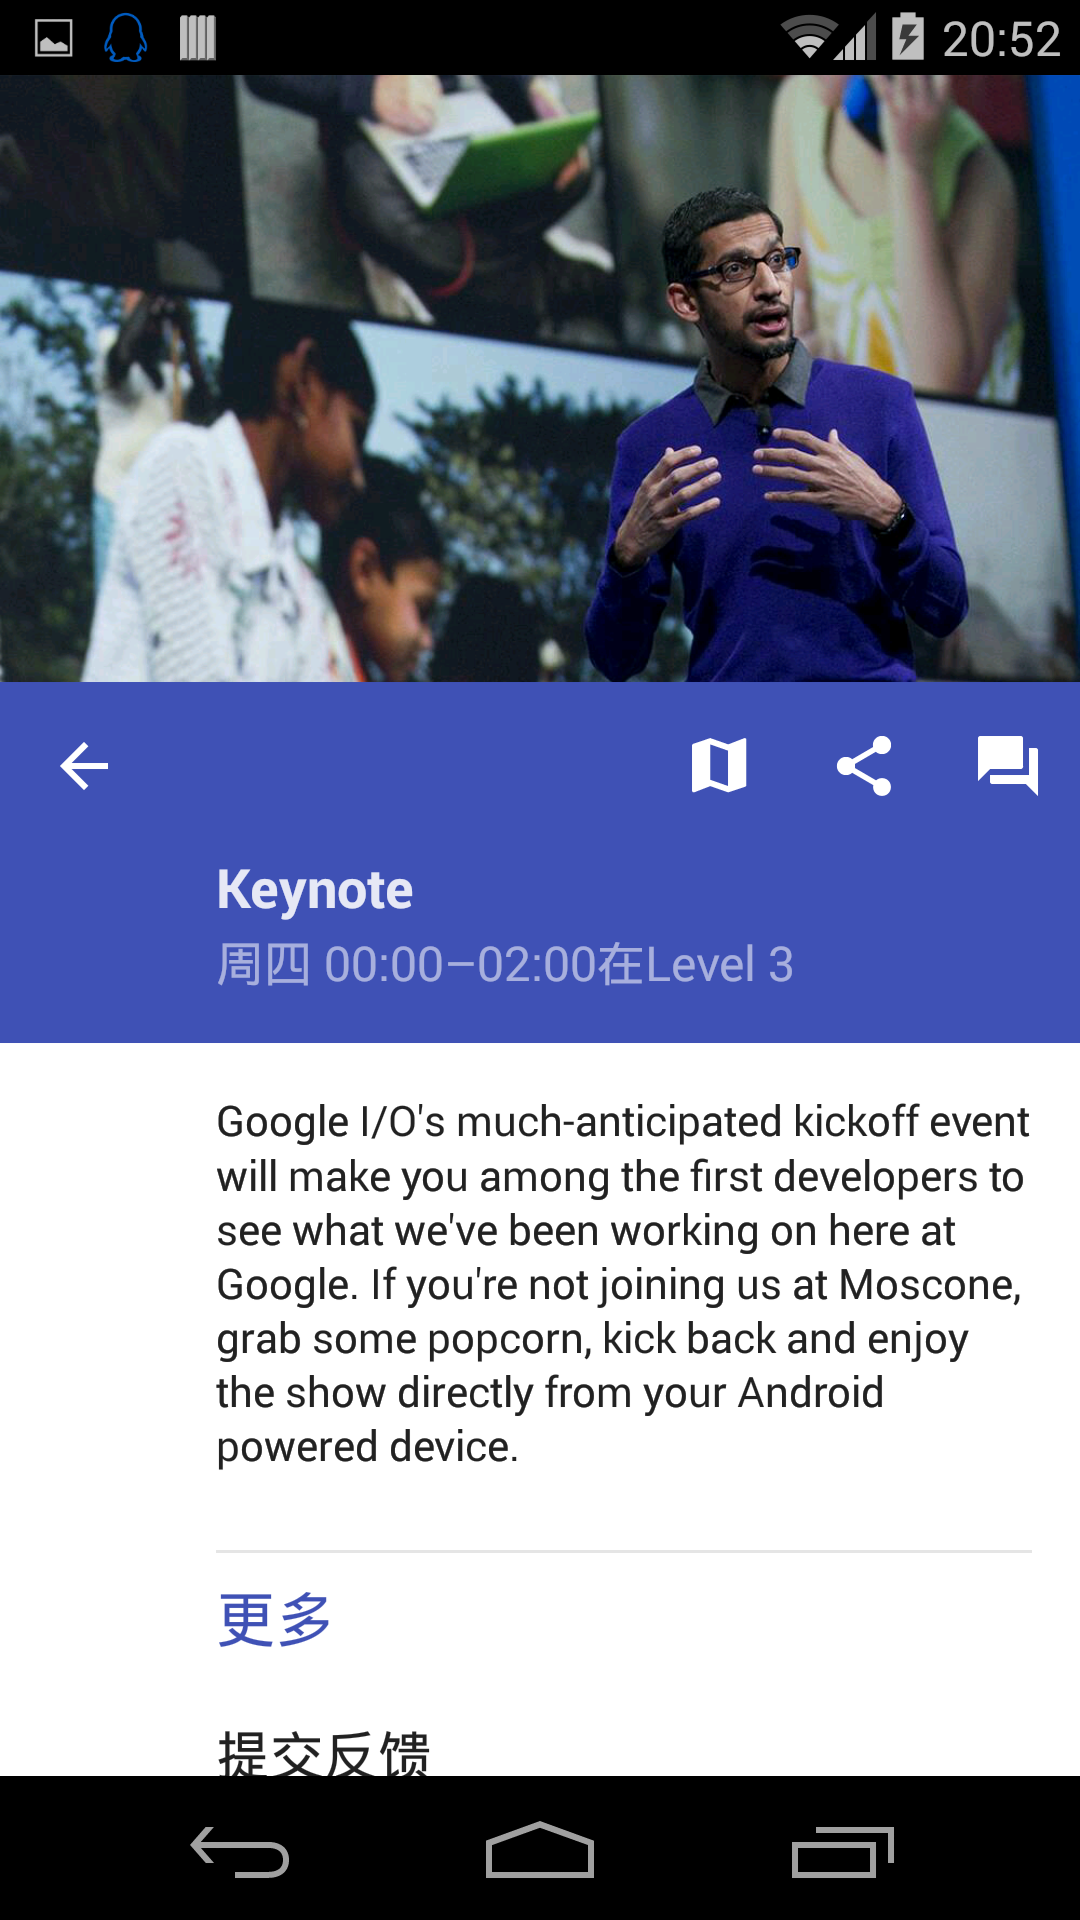 20:52
Keynote
周四 00:00–02:00在Level 3
Google I/O's much-anticipated kickoff event
will make you among the first developers to
see what we've been working on here at
Google. If you're not joining us at Moscone,
grab some popcorn, kick back and enjoy
the show directly from your Android
powered device.
更多
提交反馈